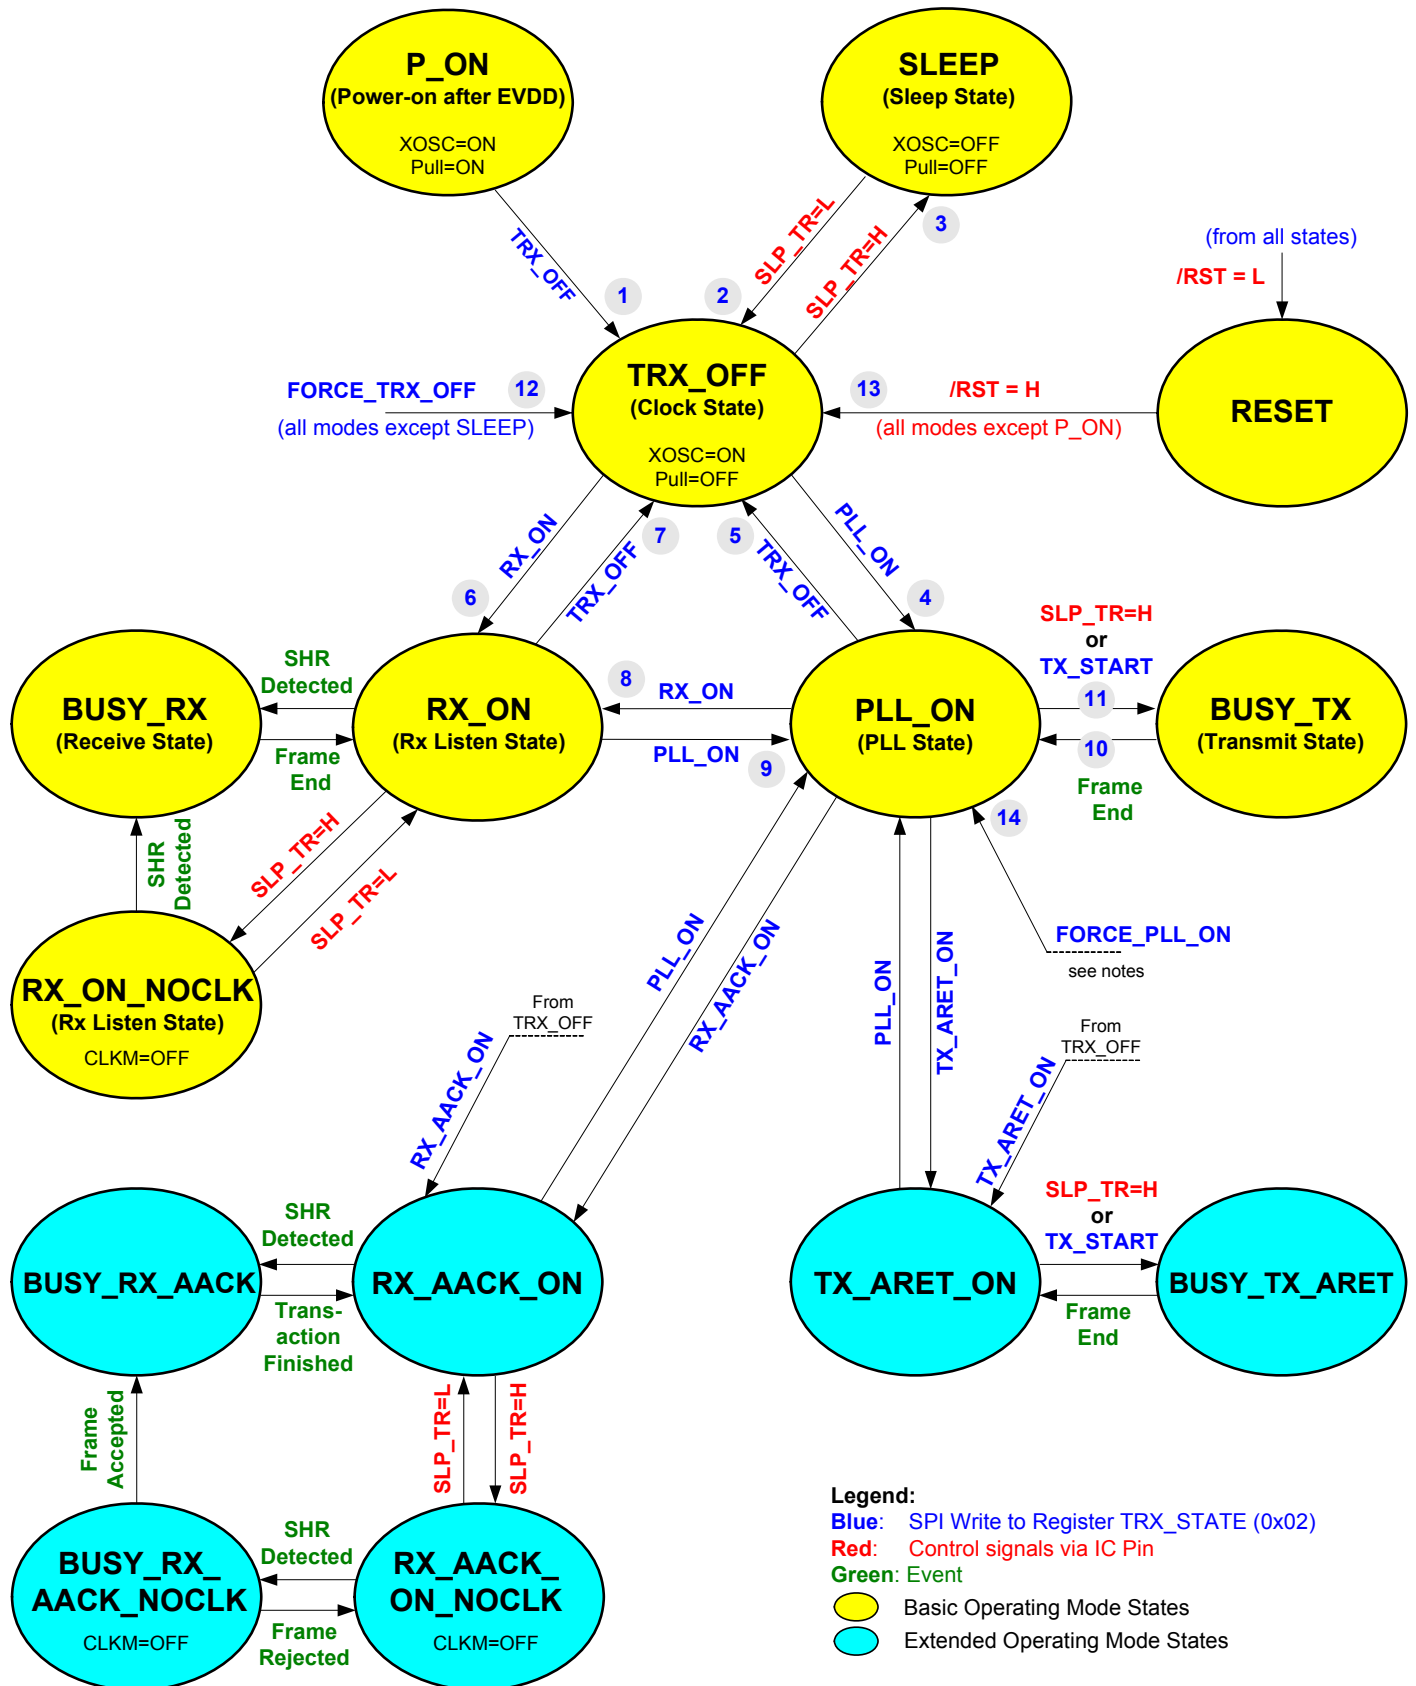 P_ON
(Power-on after EVDD)
XOSC=ON
Pull=ON
SLEEP
(Sleep State)
XOSC=OFF
Pull=OFF
TRX_OFF
1
2
SLP_TR=L
SLP_TR=H
3
(from all states)
/RST = L
FORCE_TRX_OFF
12
(all modes except SLEEP)
TRX_OFF
(Clock State)
XOSC=ON
Pull=OFF
13
/RST = H
(all modes except P_ON)
RESET
RX_ON
6
TRX_OFF
7
5
TRX_OFF
PLL_ON
4
BUSY_RX
(Receive State)
SHR
Detected
Frame
End
RX_ON
(Rx Listen State)
8
RX_ON
PLL_ON
9
PLL_ON
(PLL State)
SLP_TR=H
or
TX_START
11
10
Frame
End
BUSY_TX
(Transmit State)
14
SHR
Detected
SLP_TR=H
SLP_TR=L
RX_ON_NOCLK
(Rx Listen State)
CLKM=OFF
PLL_ON
RX_AACK_ON
PLL_ON
TX_ARET_ON
FORCE_PLL_ON
see notes
From
TRX_OFF
RX_AACK_ON
From
TRX_OFF
TX_ARET_ON
BUSY_RX_AACK
SHR
Detected
Trans-
action
Finished
RX_AACK_ON
TX_ARET_ON
SLP_TR=H
or
TX_START
Frame
End
BUSY_TX_ARET
Frame
Accepted
SLP_TR=L
SLP_TR=H
BUSY_RX_
AACK_NOCLK
CLKM=OFF
SHR
Detected
Frame
Rejected
RX_AACK_
ON_NOCLK
CLKM=OFF
Legend:
Blue: SPI Write to Register TRX_STATE (0x02)
Red: Control signals via IC Pin
Green: Event
Basic Operating Mode States
Extended Operating Mode States